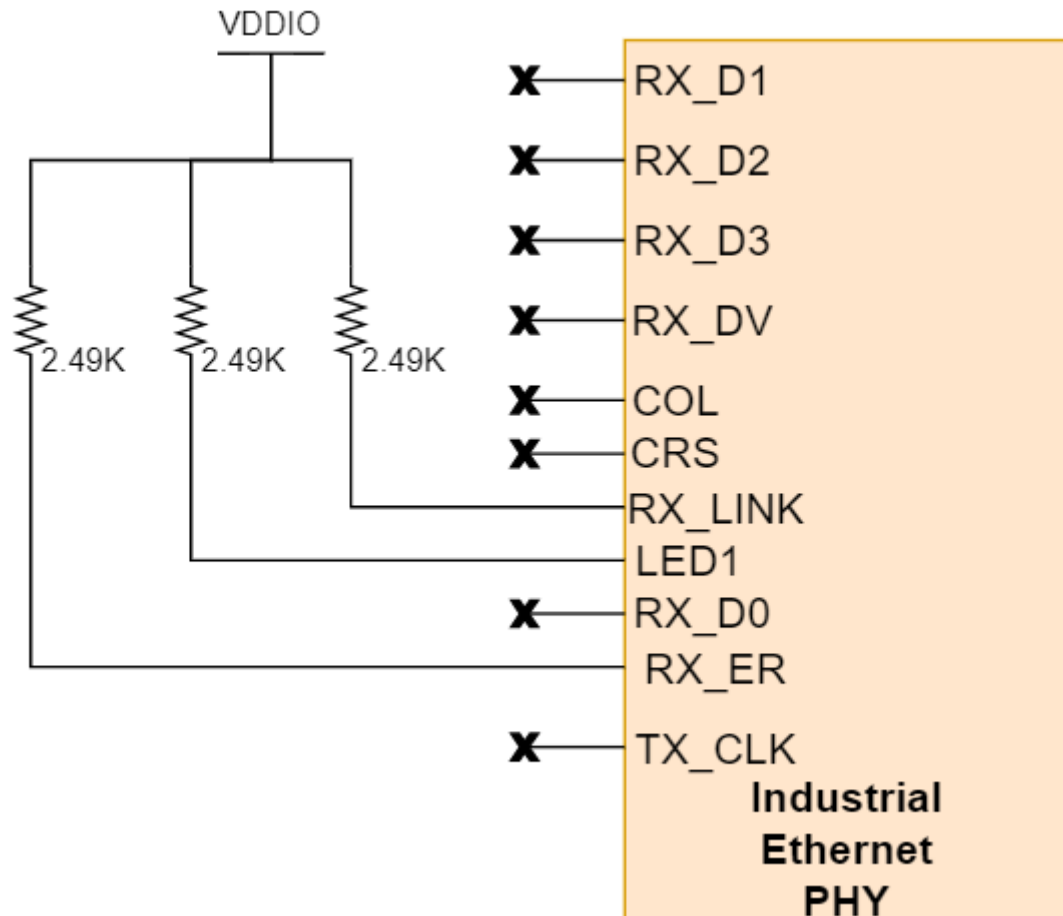 VDDIO
RX_D1
RX_D2
RX_D3
RX_DV
2.49K 2.49K 2.49K
COL
CRS
RX_LINK
LED1
RX_D0
RX_ER
TX_CLK
Industrial
Ethernet
PHY